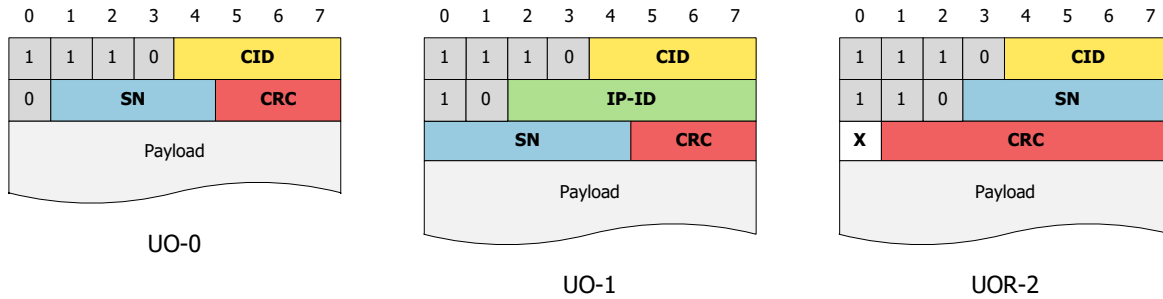 0 1 2 3 4 5 6 7
1 1 1 0 CID
0 SN CRC
Payload
UO-0
0 1 2 3 4 5 6 7
1 1 1 0 CID
1 0 IP-ID
SN CRC
Payload
UO-1
0 1 2 3 4 5 6 7
1 1 1 0 CID
1 1 0 SN
X CRC
Payload
UOR-2